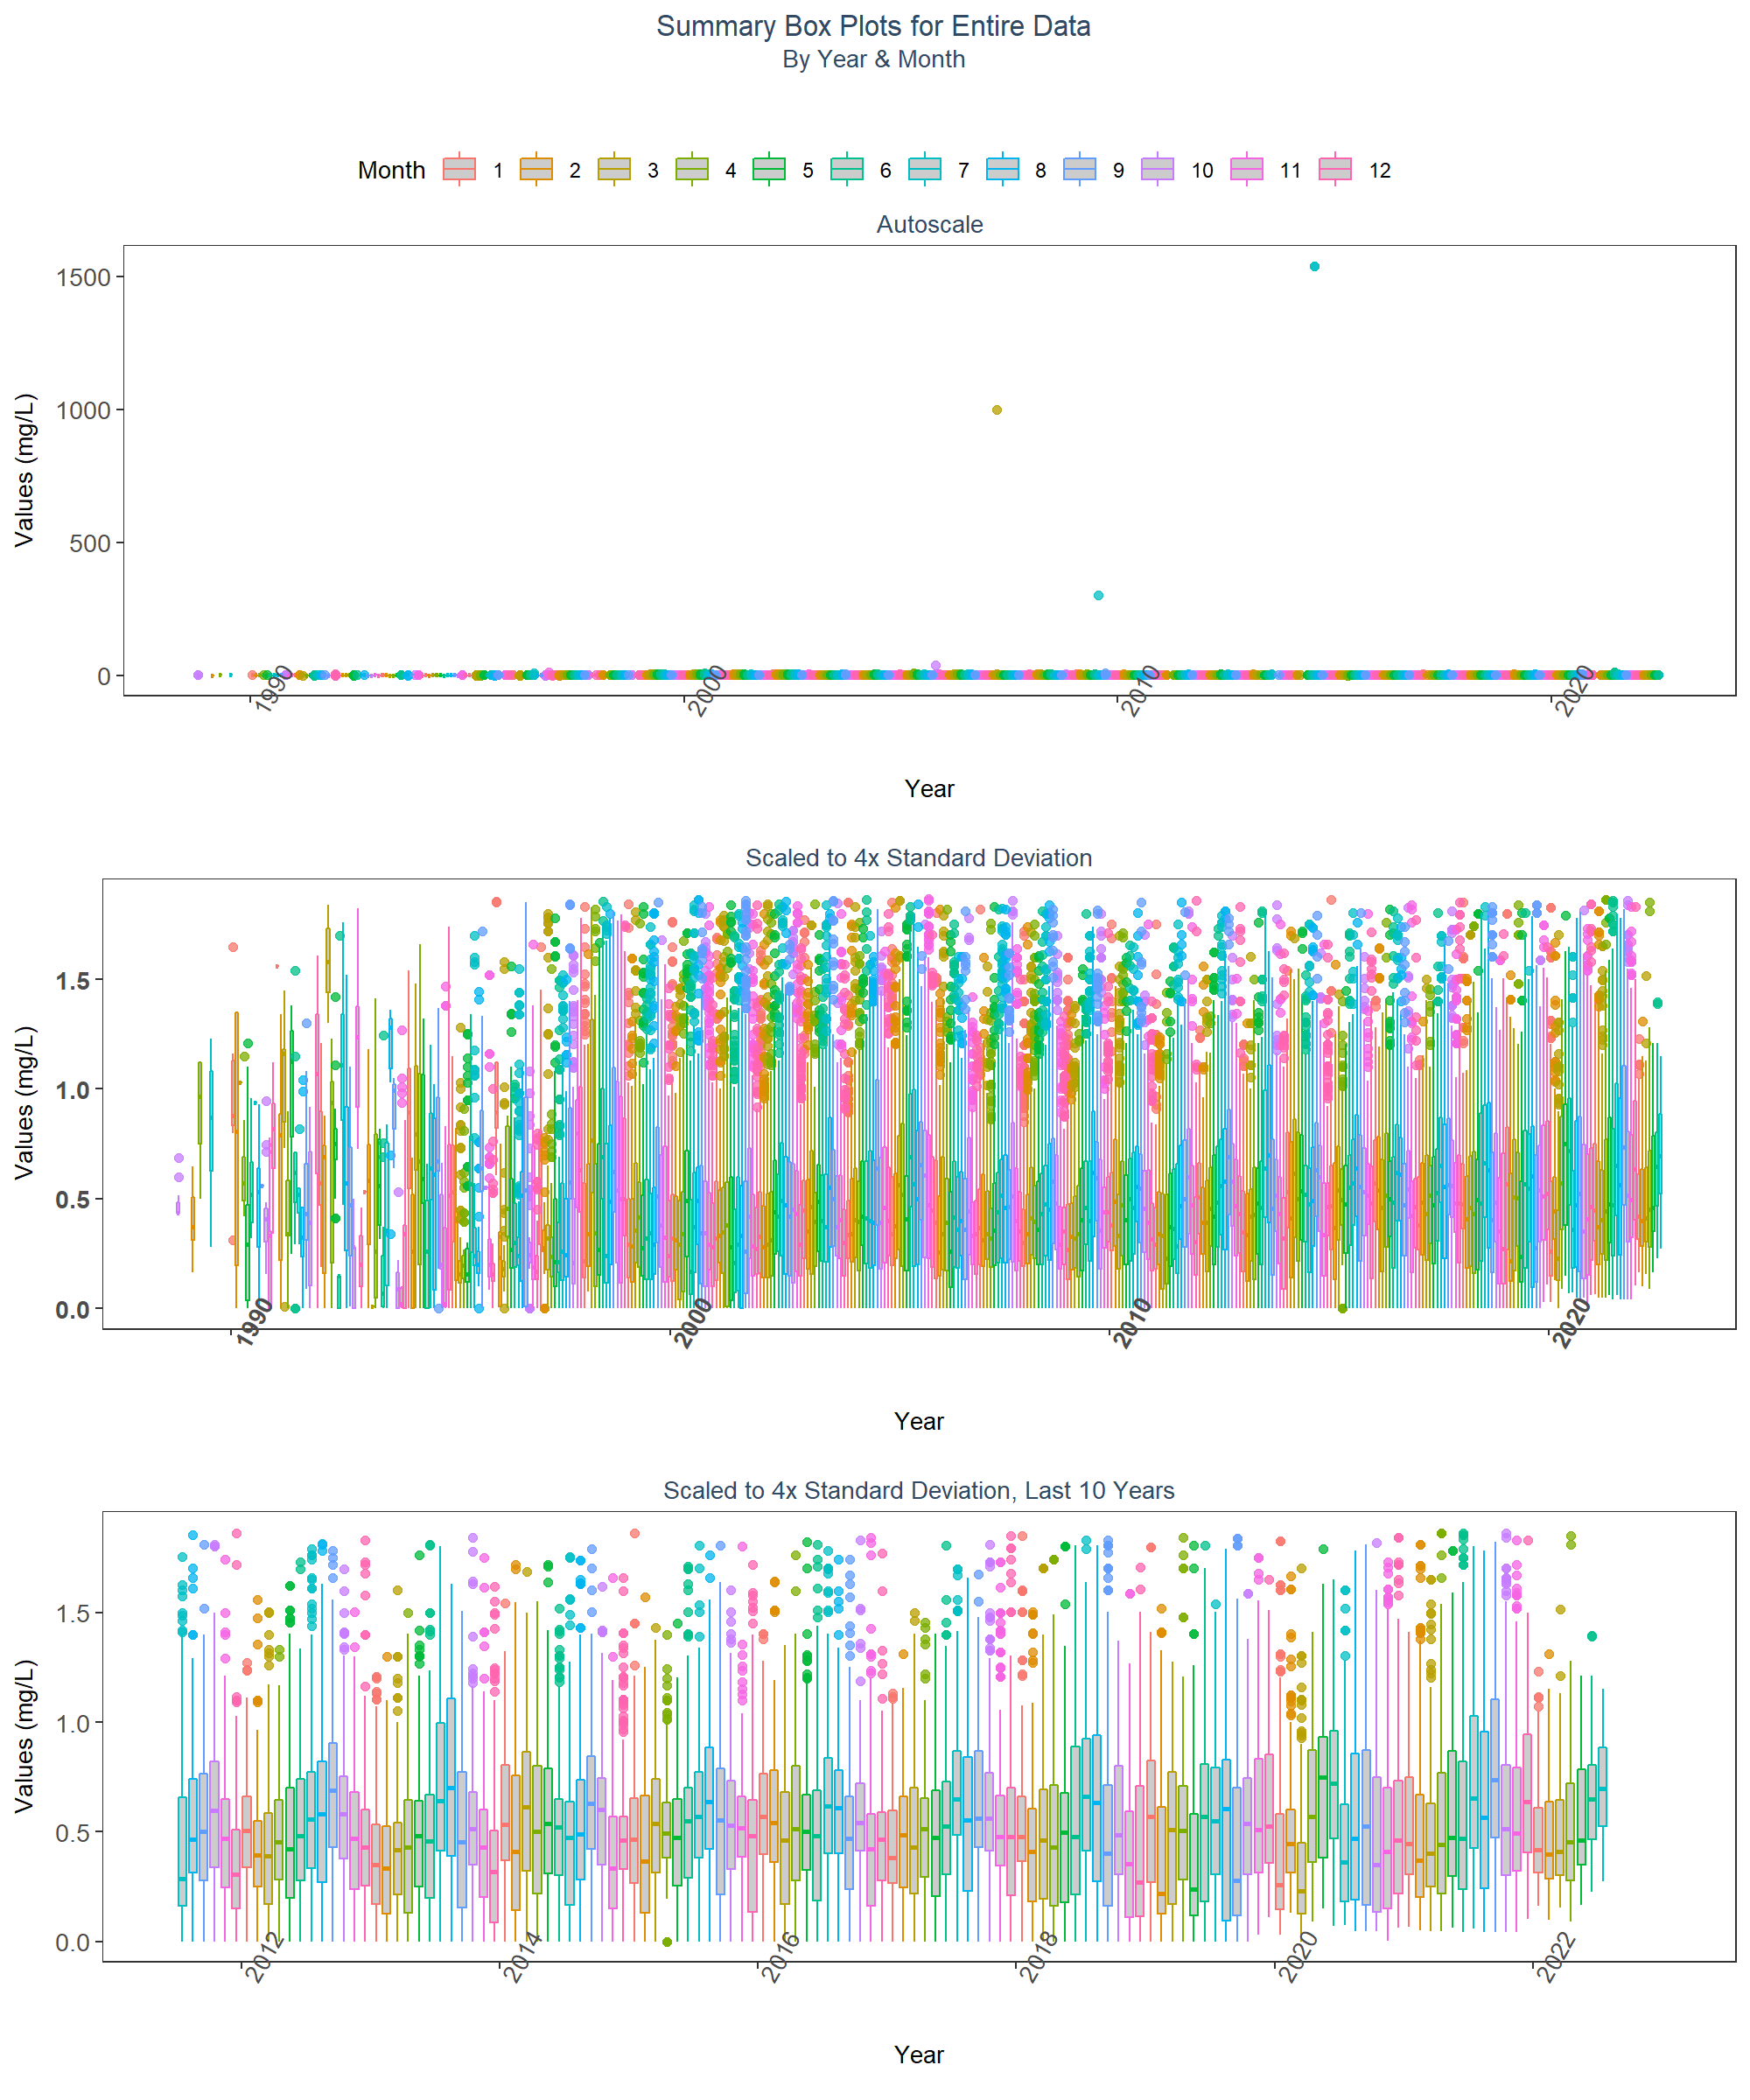 Summary Box Plots for Entire Data
By Year & Month
Month 1 2 3 4 5 6 7 8 9 10 11 12
Autoscale
1500
1000
500
0
Values (mg/L)
1990 2000 2010 2020
Year
Scaled to 4x Standard Deviation
1.5
1.0
0.5
0.0
Values (mg/L)
1990 2000 2010 2020
Year
Scaled to 4x Standard Deviation, Last 10 Years
1.5
1.0
0.5
0.0
Values (mg/L)
2012 2014 2016 2018 2020 2022
Year